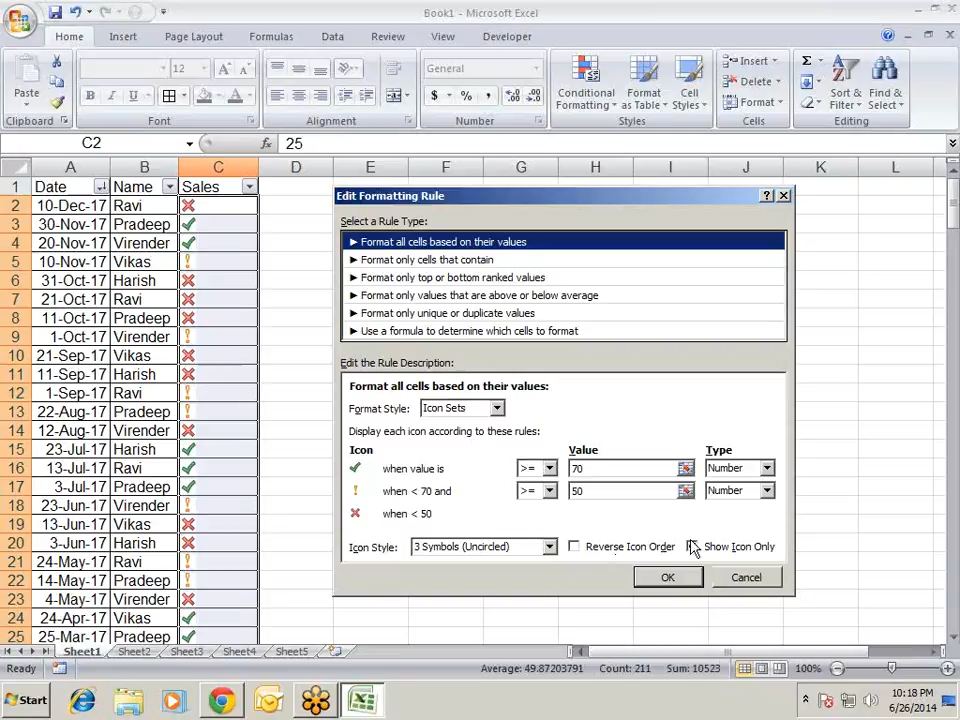 Book1 - Microsoft Excel
Home Insert Page Layout Formulas Data Review View Developer
Paste
12 A A
B I U A
General
$ % , .00
Conditional Formatting
Format as Table
Cell Styles
Insert
Delete
Format
Σ
Sort & Filter
Find & Select
Clipboard Font Alignment Number Styles Cells Editing
C2 fx 25
A B C D E F G H I J K L
1 Date Name Sales
2 10-Dec-17 Ravi
3 30-Nov-17 Pradeep
4 20-Nov-17 Virender
5 10-Nov-17 Vikas
6 31-Oct-17 Harish
7 21-Oct-17 Ravi
8 11-Oct-17 Pradeep
9 1-Oct-17 Virender
10 21-Sep-17 Vikas
11 11-Sep-17 Harish
12 1-Sep-17 Ravi
13 22-Aug-17 Pradeep
14 12-Aug-17 Virender
15 23-Jul-17 Harish
16 13-Jul-17 Ravi
17 3-Jul-17 Pradeep
18 23-Jun-17 Virender
19 13-Jun-17 Vikas
20 3-Jun-17 Harish
21 24-May-17 Ravi
22 14-May-17 Pradeep
23 4-May-17 Virender
24 24-Apr-17 Vikas
25 25-Mar-17 Pradeep
Edit Formatting Rule
Select a Rule Type:
► Format all cells based on their values
► Format only cells that contain
► Format only top or bottom ranked values
► Format only values that are above or below average
► Format only unique or duplicate values
► Use a formula to determine which cells to format
Edit the Rule Description:
Format all cells based on their values:
Format Style: Icon Sets
Display each icon according to these rules:
Icon Value Type
when value is >= 70 Number
when < 70 and >= 50 Number
when < 50
Icon Style: 3 Symbols (Uncircled) Reverse Icon Order Show Icon Only
OK Cancel
Sheet1 Sheet2 Sheet3 Sheet4 Sheet5
Ready Average: 49.87203791 Count: 211 Sum: 10523 100%
Start
10:18 PM
6/26/2014